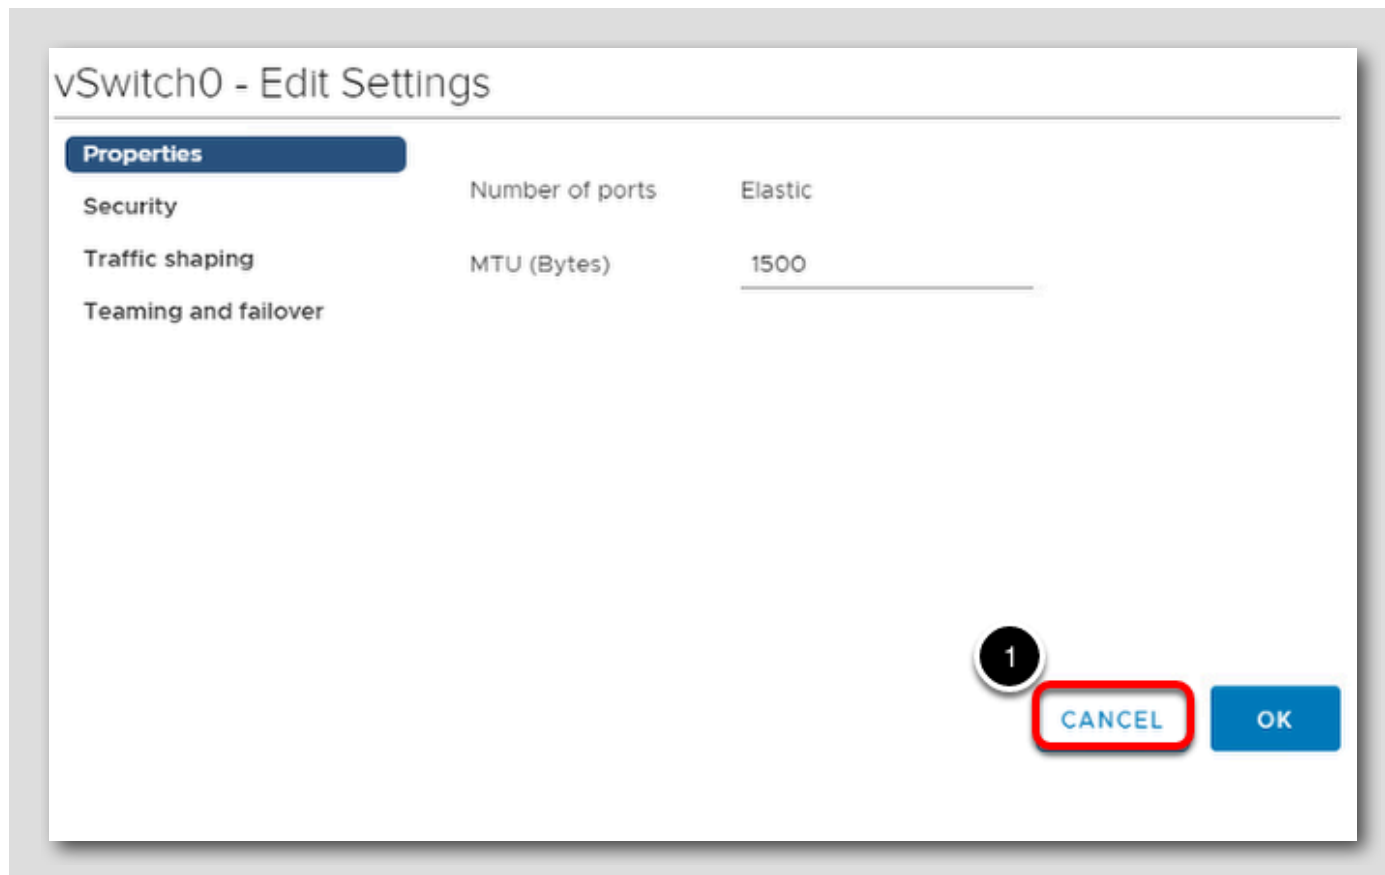 vSwitch0 - Edit Settings
Properties
Security
Traffic shaping
Teaming and failover
Number of ports Elastic
MTU (Bytes) 1500
1
CANCEL OK